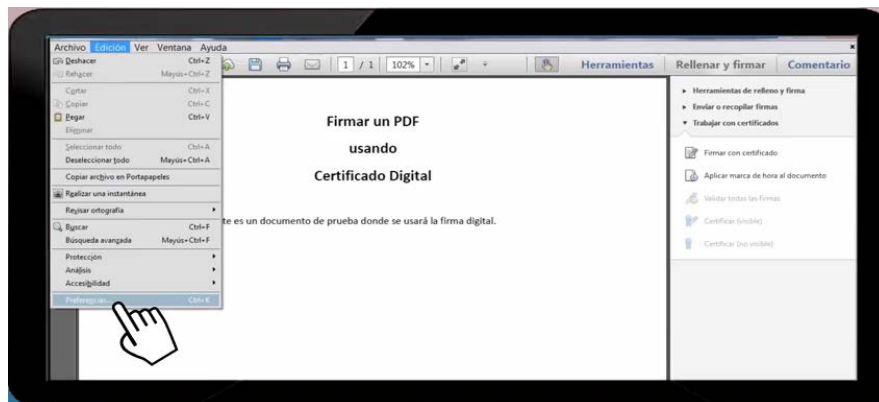 Archivo Edición Ver Ventana Ayuda
Deshacer Ctrl+Z
Rehacer Mayús+Ctrl+Z
Cortar Ctrl+X
Copiar Ctrl+C
Pegar Ctrl+V
Eliminar
Seleccionar todo Ctrl+A
Deseleccionar todo Mayús+Ctrl+A
Copiar archivo en Portapapeles
Realizar una instantánea
Revisar ortografía
Buscar Ctrl+F
Búsqueda avanzada Mayús+Ctrl+F
Protección
Análisis
Accesibilidad
Preferencias... Ctrl+K
1 / 1 102%
Herramientas Rellenar y firmar Comentario
Firmar un PDF
usando
Certificado Digital
te es un documento de prueba donde se usará la firma digital.
Herramientas de relleno y firma
Enviar o recopilar firmas
Trabajar con certificados
Firmar con certificado
Aplicar marca de hora al documento
Validar todas las firmas
Certificar (visible)
Certificar (no visible)